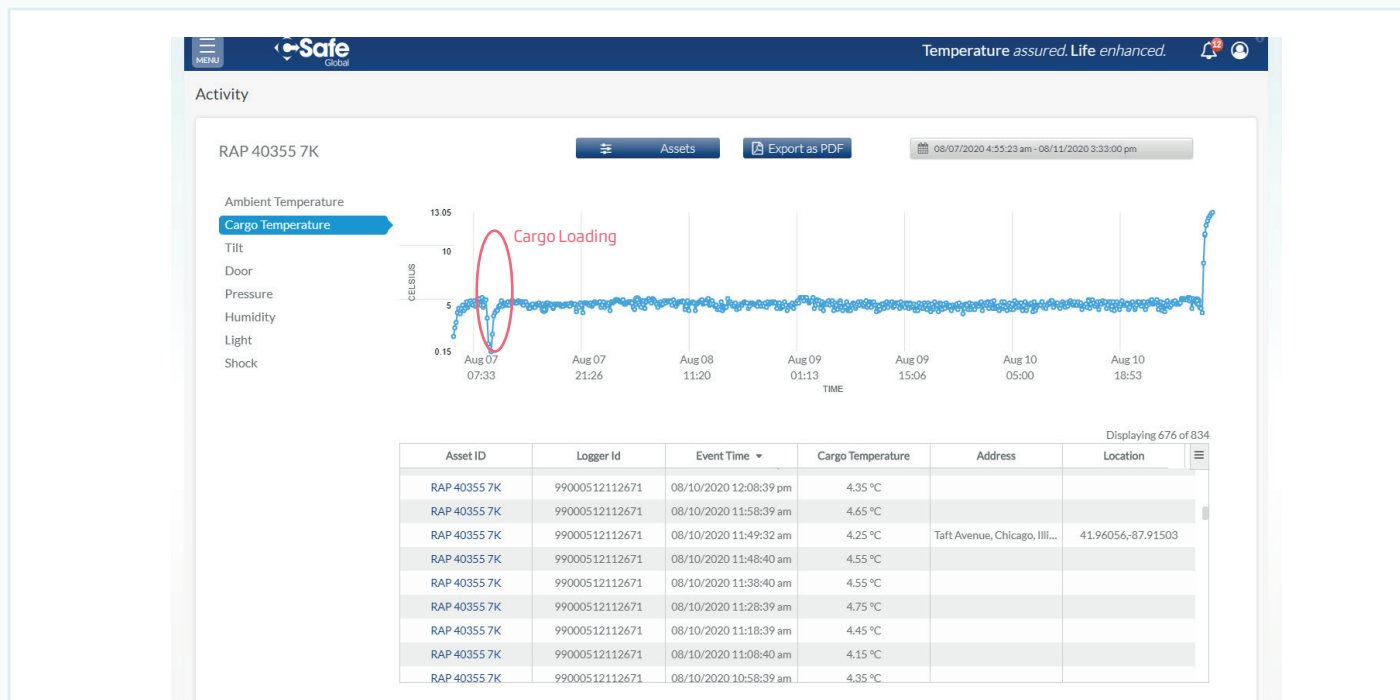 MENU
CSafe
Global
Temperature assured. Life enhanced.
12
Activity
RAP 40355 7K
Assets
Export as PDF
08/07/2020 4:55:23 am - 08/11/2020 3:33:00 pm
Ambient Temperature
Cargo Temperature
Tilt
Door
Pressure
Humidity
Light
Shock
13.05
10
5
0.15
CELSIUS
Cargo Loading
Aug 07 Aug 07 Aug 08 Aug 09 Aug 09 Aug 10 Aug 10
07:33 21:26 11:20 01:13 15:06 05:00 18:53
TIME
Displaying 676 of 834
Asset ID Logger Id Event Time Cargo Temperature Address Location
RAP 40355 7K 99000512112671 08/10/2020 12:08:39 pm 4.35 °C
RAP 40355 7K 99000512112671 08/10/2020 11:58:39 am 4.65 °C
RAP 40355 7K 99000512112671 08/10/2020 11:49:32 am 4.25 °C Taft Avenue, Chicago, Illi... 41.96056,-87.91503
RAP 40355 7K 99000512112671 08/10/2020 11:48:40 am 4.55 °C
RAP 40355 7K 99000512112671 08/10/2020 11:38:40 am 4.55 °C
RAP 40355 7K 99000512112671 08/10/2020 11:28:39 am 4.75 °C
RAP 40355 7K 99000512112671 08/10/2020 11:18:39 am 4.45 °C
RAP 40355 7K 99000512112671 08/10/2020 11:08:40 am 4.15 °C
RAP 40355 7K 99000512112671 08/10/2020 10:58:39 am 4.35 °C